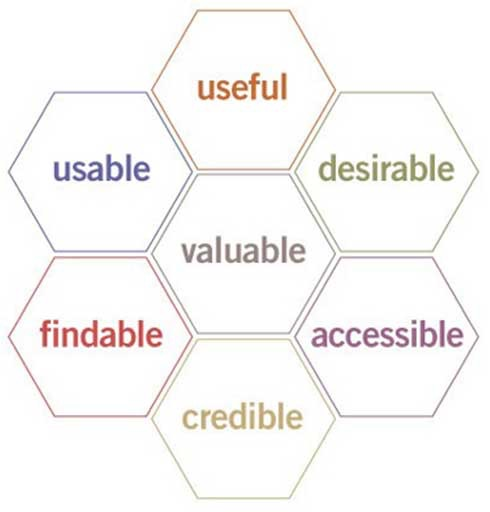 useful
usable
desirable
valuable
findable
accessible
credible